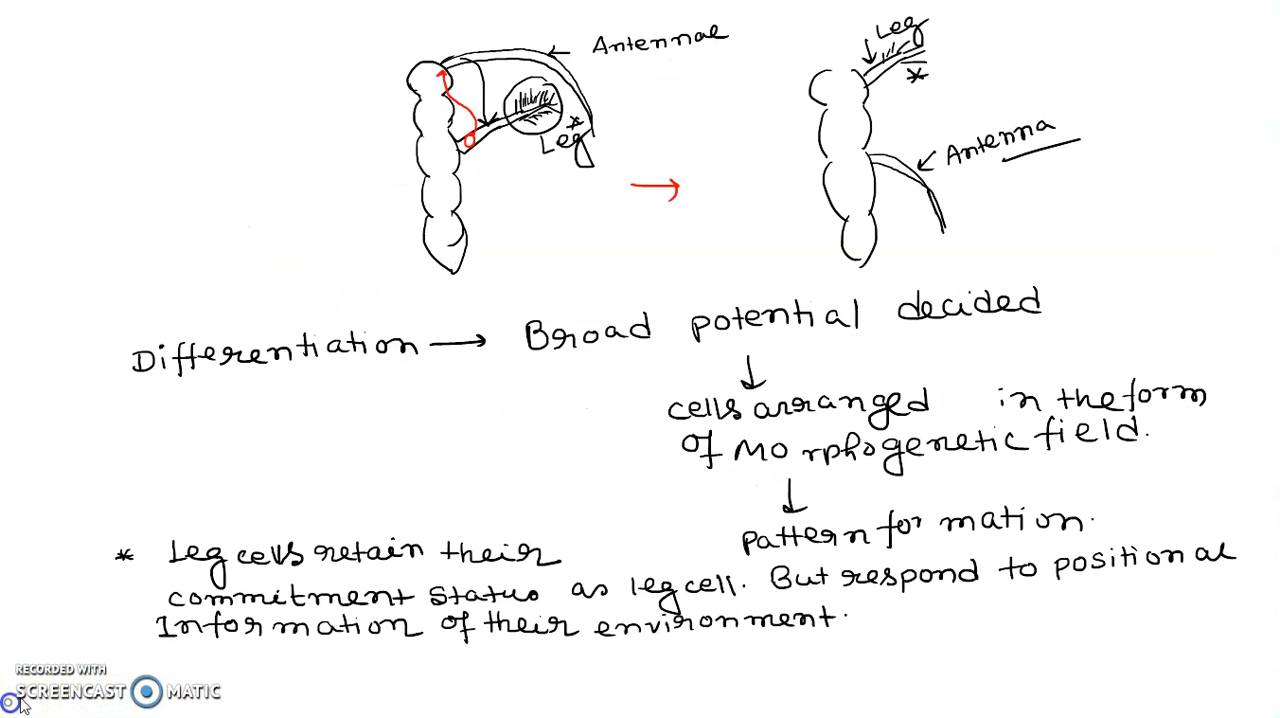 Antennae
Leg
*
Leg
*
Antenna
Differentiation → Broad potential decided
↓
cells arranged in the form
of Morphogenetic field.
↓
Pattern formation.
* Leg cells retain their
commitment status as leg cell. But respond to positional
Information of their environment.
RECORDED WITH
SCREENCAST MATIC